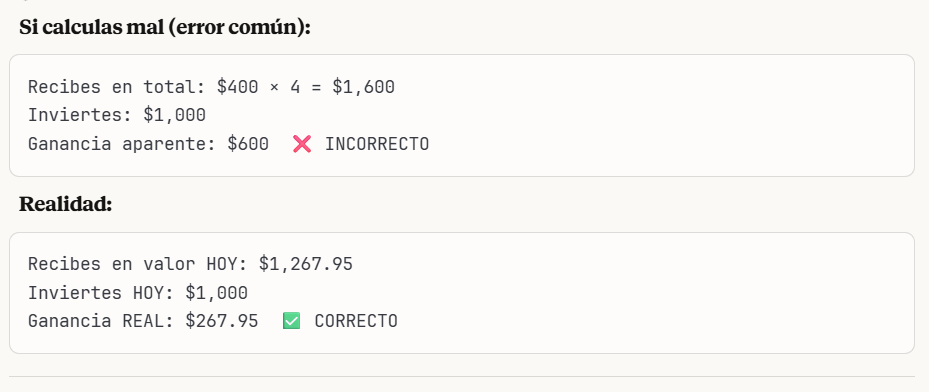 Si calculas mal (error común):
Recibes en total: $400 × 4 = $1,600
Inviertes: $1,000
Ganancia aparente: $600 ❌ INCORRECTO
Realidad:
Recibes en valor HOY: $1,267.95
Inviertes HOY: $1,000
Ganancia REAL: $267.95 ✅ CORRECTO